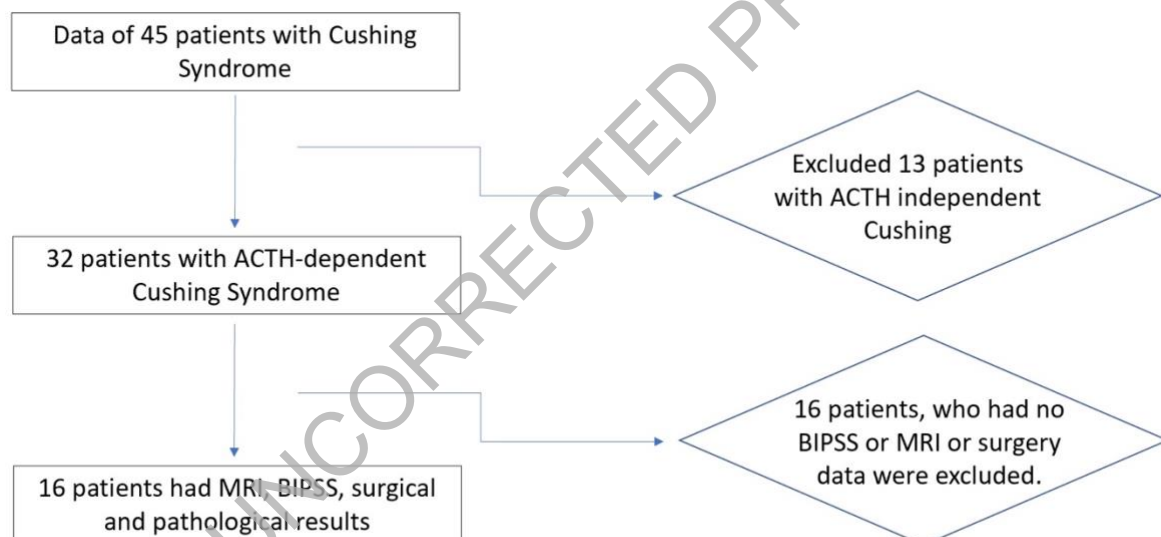 Data of 45 patients with Cushing
Syndrome
Excluded 13 patients
with ACTH independent
Cushing
32 patients with ACTH-dependent
Cushing Syndrome
16 patients, who had no
BIPSS or MRI or surgery
data were excluded.
16 patients had MRI, BIPSS, surgical
and pathological results
UNCORRECTED